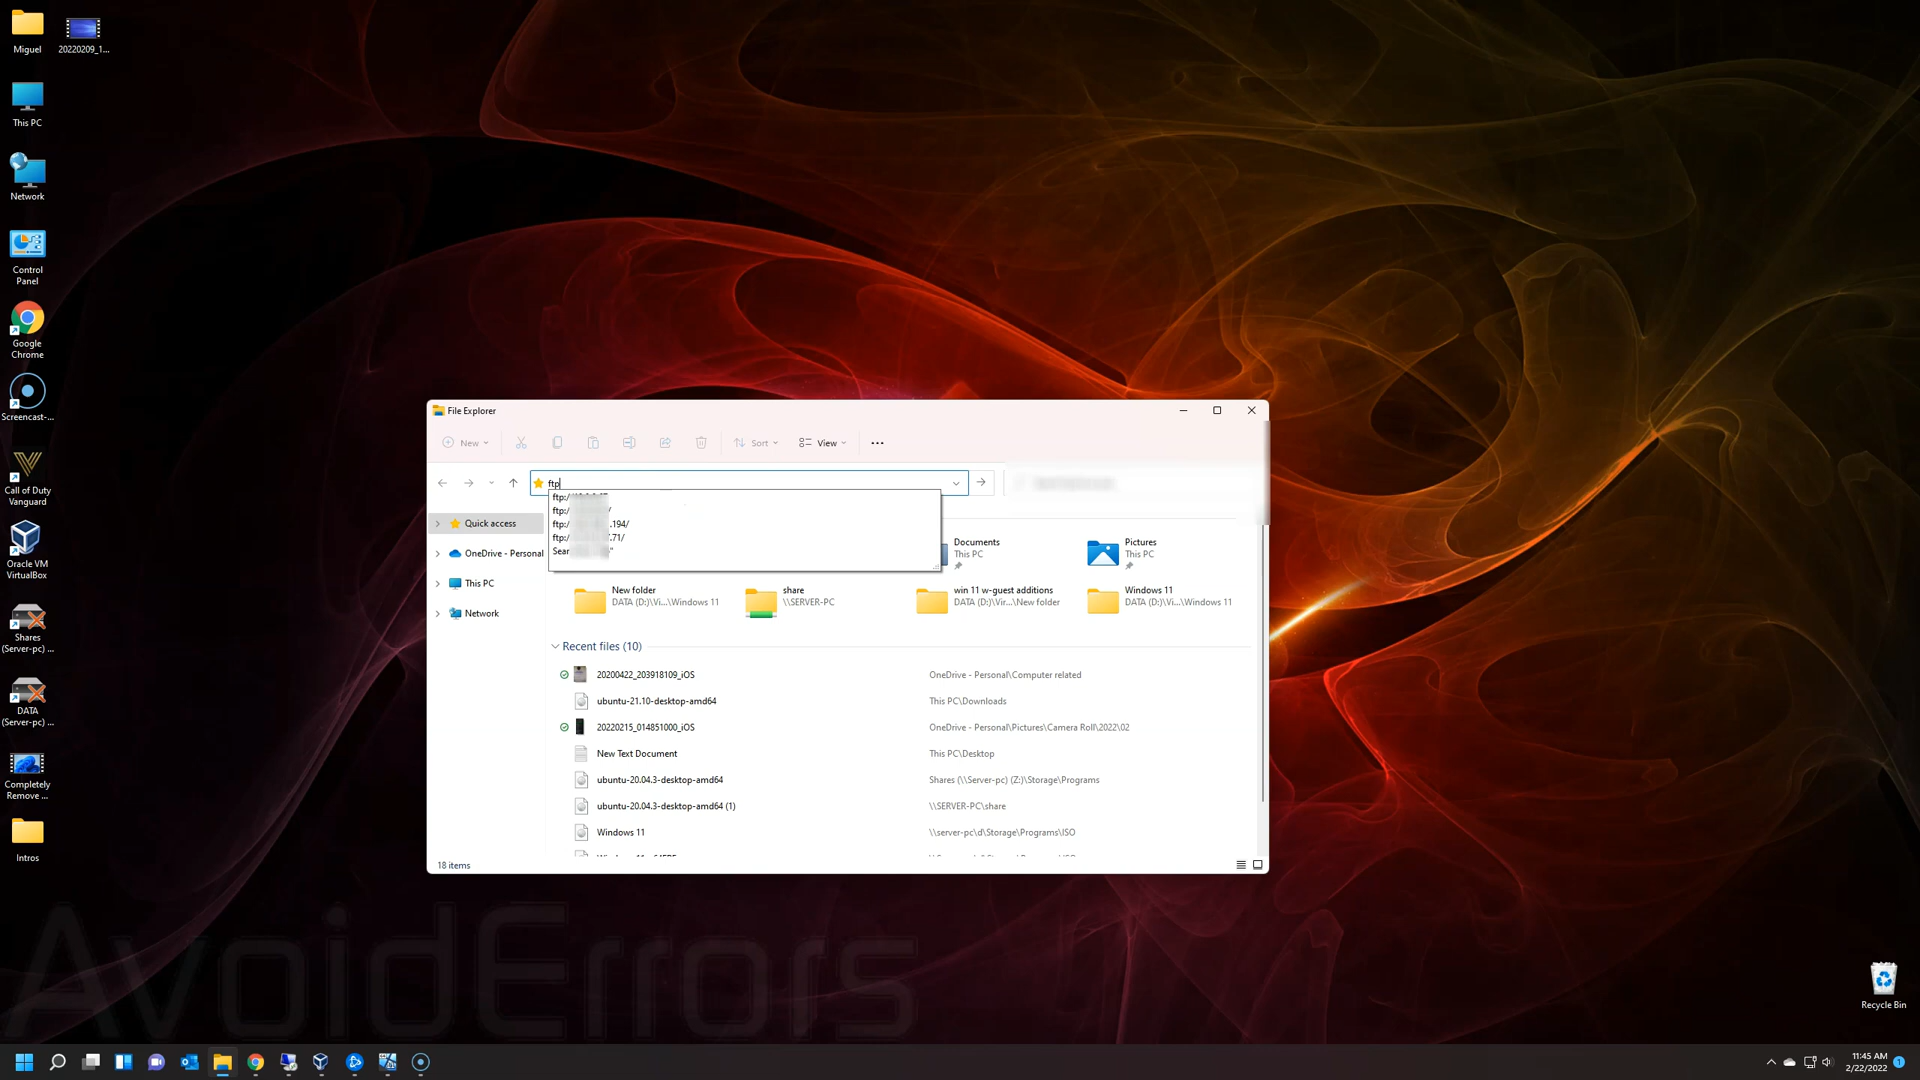 Miguel
20220209_1...
This PC
Network
Control
Panel
Google
Chrome
Screencast-...
Call of Duty
Vanguard
Oracle VM
VirtualBox
Shares
(Server-pc) ...
DATA
(Server-pc) ...
Completely
Remove ...
Intros
File Explorer
New
Sort
View
ftp
ftp:/
ftp:/
ftp:/ .194/
ftp:/ 7.71/
Quick access
OneDrive - Personal
This PC
Network
Documents
This PC
Pictures
This PC
New folder
DATA (D:)\Vi...\Windows 11
share
\\SERVER-PC
win 11 w-guest additions
DATA (D:)\Vir...\New folder
Windows 11
DATA (D:)\Vi...\Windows 11
Recent files (10)
20200422_203918109_iOS OneDrive - Personal\Computer related
ubuntu-21.10-desktop-amd64 This PC\Downloads
20220215_014851000_iOS OneDrive - Personal\Pictures\Camera Roll\2022\02
New Text Document This PC\Desktop
ubuntu-20.04.3-desktop-amd64 Shares (\\Server-pc) (Z:)\Storage\Programs
ubuntu-20.04.3-desktop-amd64 (1) \\SERVER-PC\share
Windows 11 \\server-pc\d\Storage\Programs\ISO
18 items
AvoidErrors
Recycle Bin
11:45 AM
2/22/2022
1